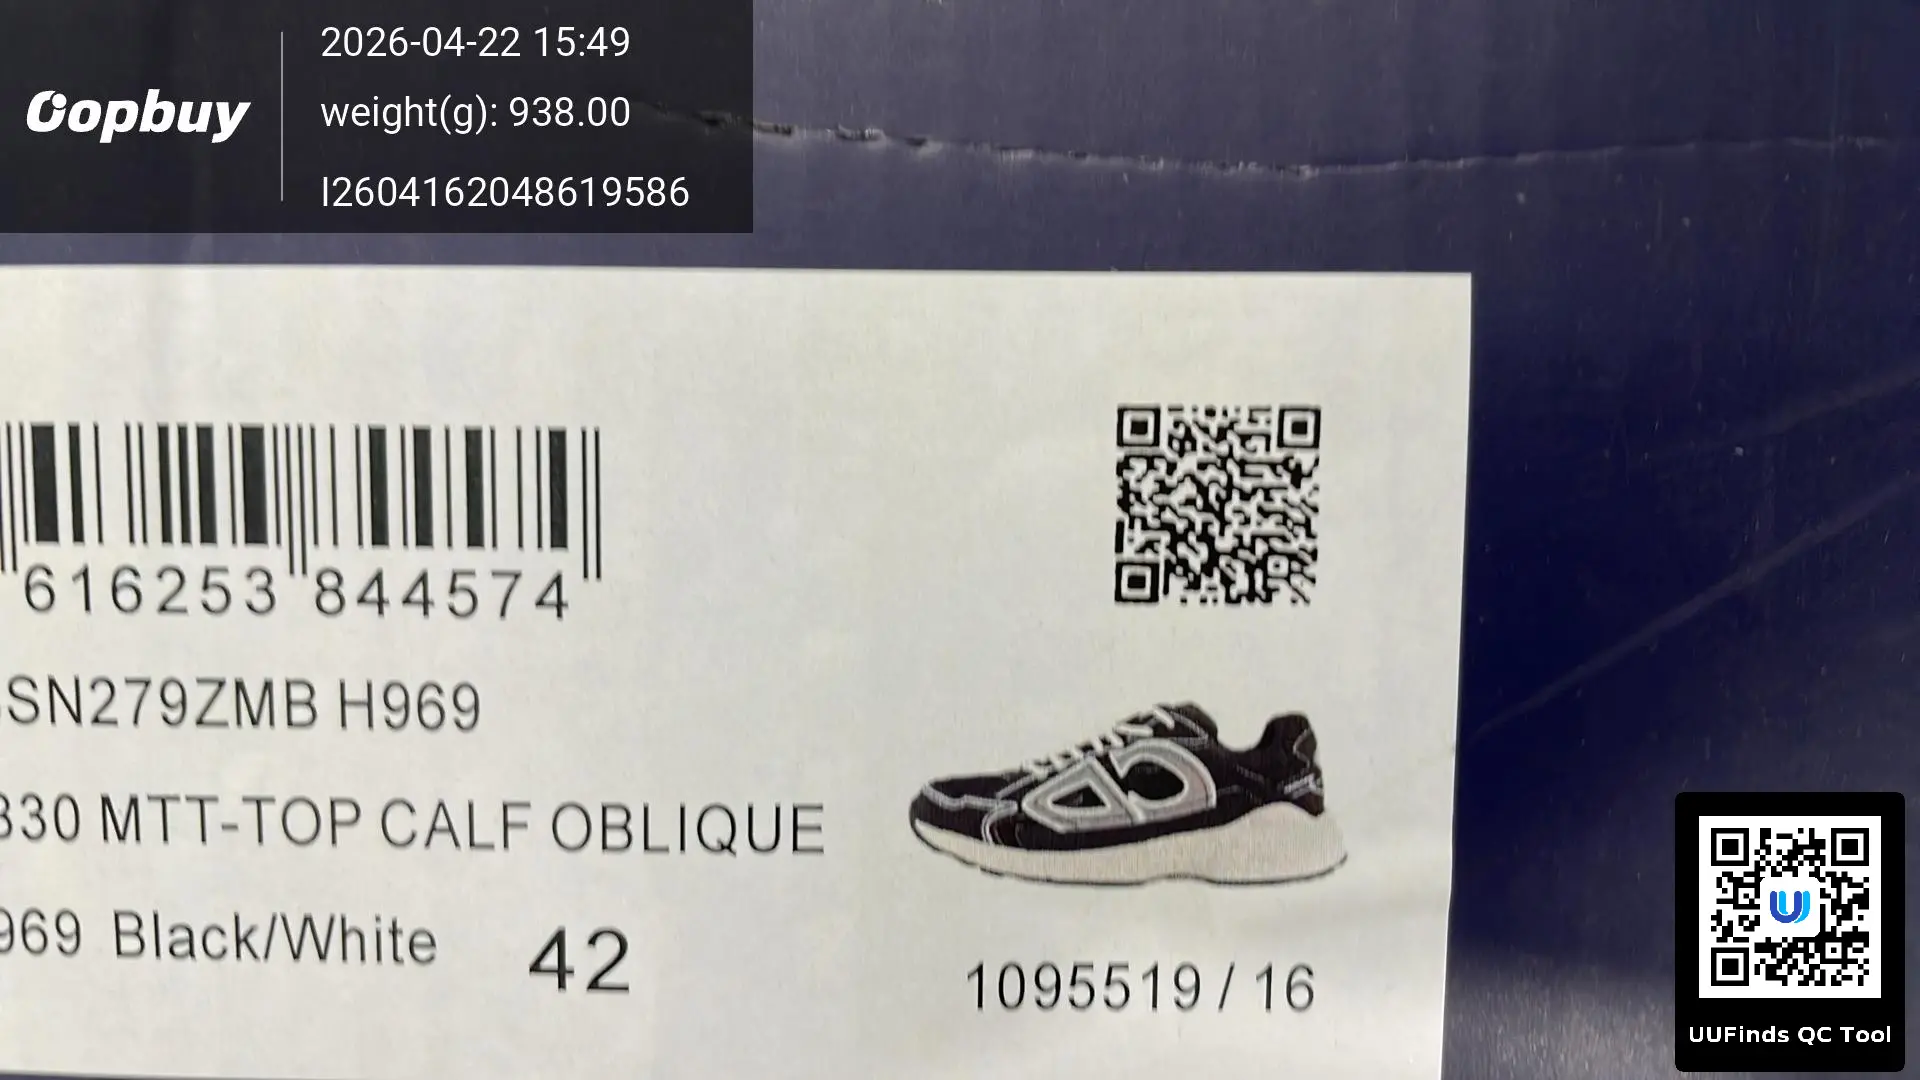 Oopbuy
2026-04-22 15:49
weight(g): 938.00
I2604162048619586
616253 844574
SN279ZMB H969
330 MTT-TOP CALF OBLIQUE
969 Black/White 42
1095519 / 16
UUFinds QC Tool